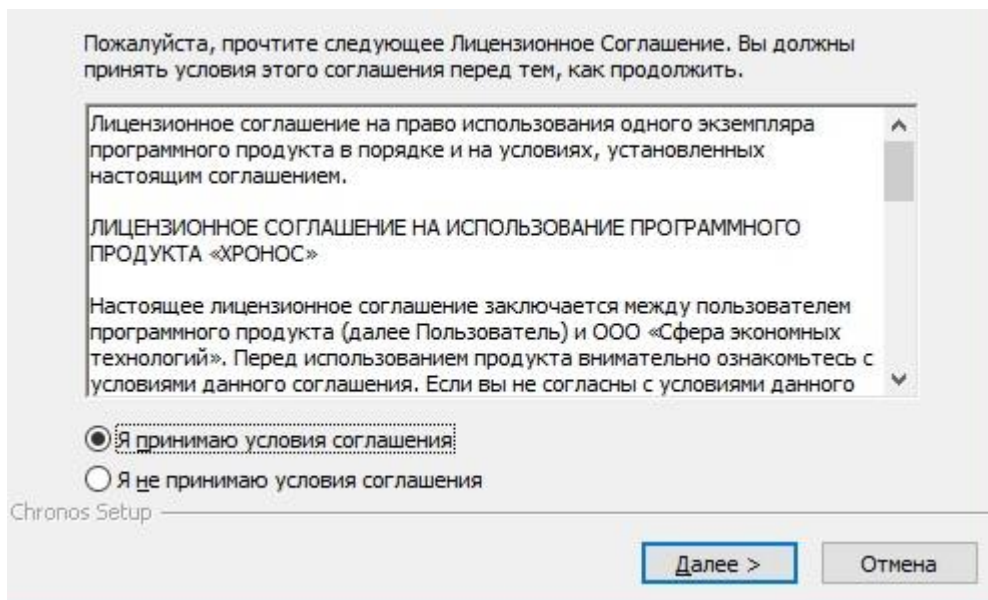 Пожалуйста, прочтите следующее Лицензионное Соглашение. Вы должны
принять условия этого соглашения перед тем, как продолжить.
Лицензионное соглашение на право использования одного экземпляра
программного продукта в порядке и на условиях, установленных
настоящим соглашением.
ЛИЦЕНЗИОННОЕ СОГЛАШЕНИЕ НА ИСПОЛЬЗОВАНИЕ ПРОГРАММНОГО
ПРОДУКТА «ХРОНОС»
Настоящее лицензионное соглашение заключается между пользователем
программного продукта (далее Пользователь) и ООО «Сфера экономных
технологий». Перед использованием продукта внимательно ознакомьтесь с
условиями данного соглашения. Если вы не согласны с условиями данного
Я принимаю условия соглашения
Я не принимаю условия соглашения
Chronos Setup
Далее >
Отмена